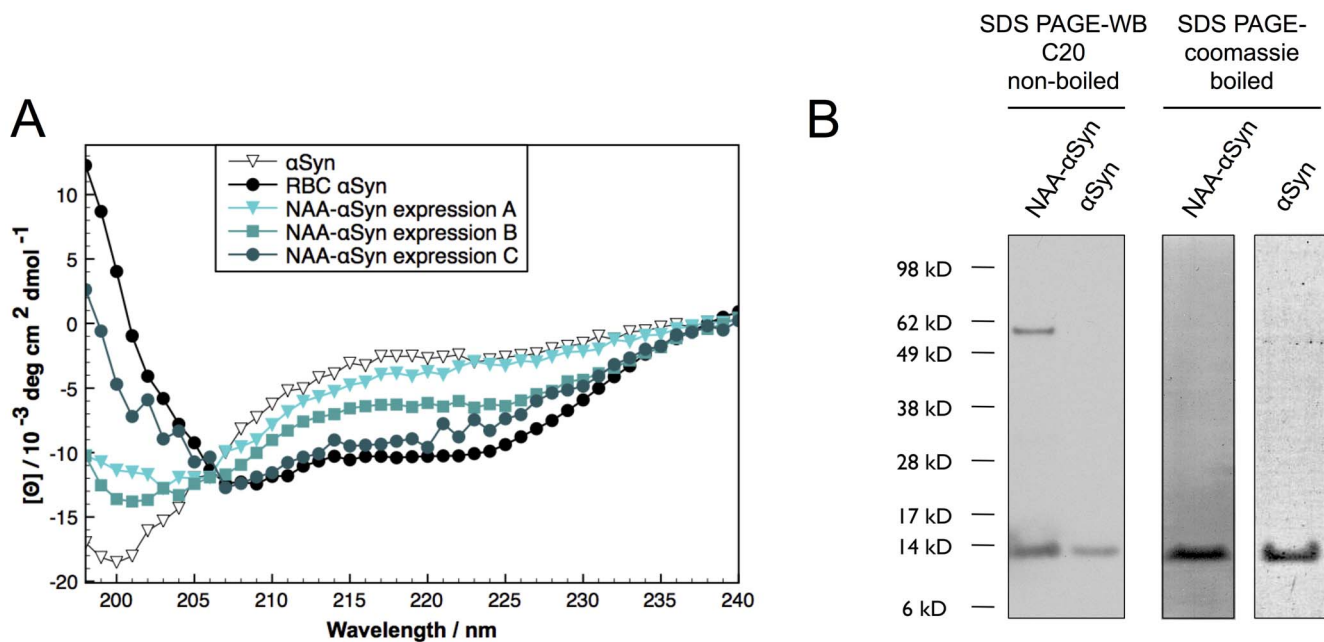 A
αSyn
RBC αSyn
NAA-αSyn expression A
NAA-αSyn expression B
NAA-αSyn expression C
10
5
0
-5
-10
-15
-20
[Θ] / 10 -3 deg cm 2 dmol -1
200
205
210
215
220
225
230
235
240
Wavelength / nm
B
SDS PAGE-WB
C20
non-boiled
SDS PAGE-
coomassie
boiled
NAA-αSyn
αSyn
NAA-αSyn
αSyn
98 kD
62 kD
49 kD
38 kD
28 kD
17 kD
14 kD
6 kD